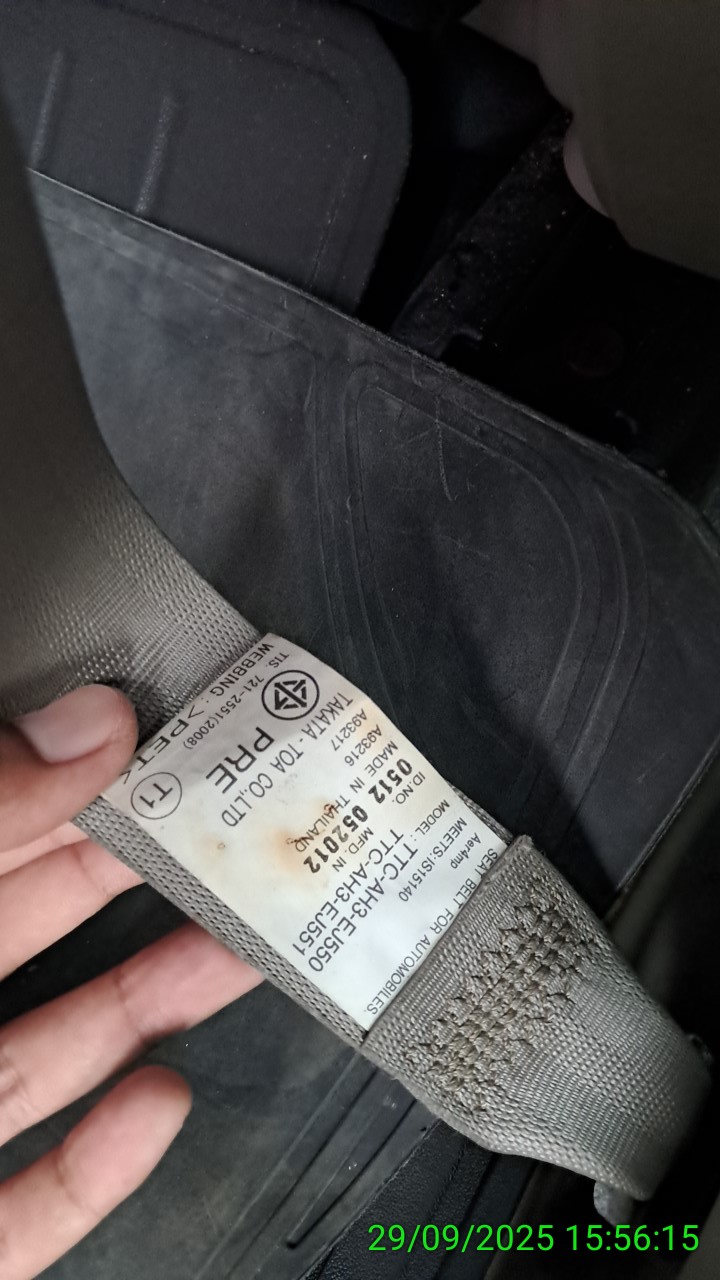 SEAT BELT FOR AUTOMOBILES.
Aer4mp
MEETS:IS15140
MODEL: TTC-AH3-EJ550
TTC-AH3-EJ551
ID.NO.
0512 052012
MFD.IN
MADE IN THAILAND
A93216
A93217
TAKATA - TOA CO.,LTD
PRE
TIS. 721-2551(2008)
WEBBING : >PET<
T1
29/09/2025 15:56:15